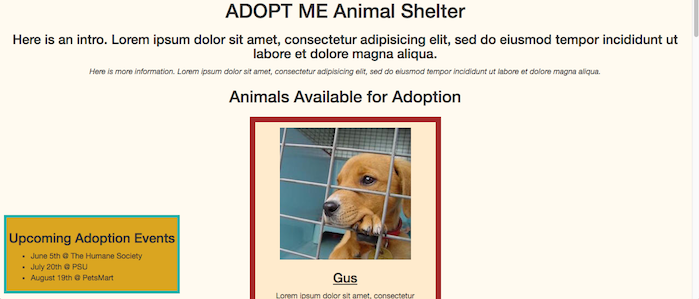 ADOPT ME Animal Shelter
Here is an intro. Lorem ipsum dolor sit amet, consectetur adipisicing elit, sed do eiusmod tempor incididunt ut
labore et dolore magna aliqua.
Here is more information. Lorem ipsum dolor sit amet, consectetur adipisicing elit, sed do eiusmod tempor incididunt ut labore et dolore magna aliqua.
Animals Available for Adoption
Upcoming Adoption Events
June 5th @ The Humane Society
July 20th @ PSU
August 19th @ PetsMart
Gus
Lorem ipsum dolor sit amet, consectetur